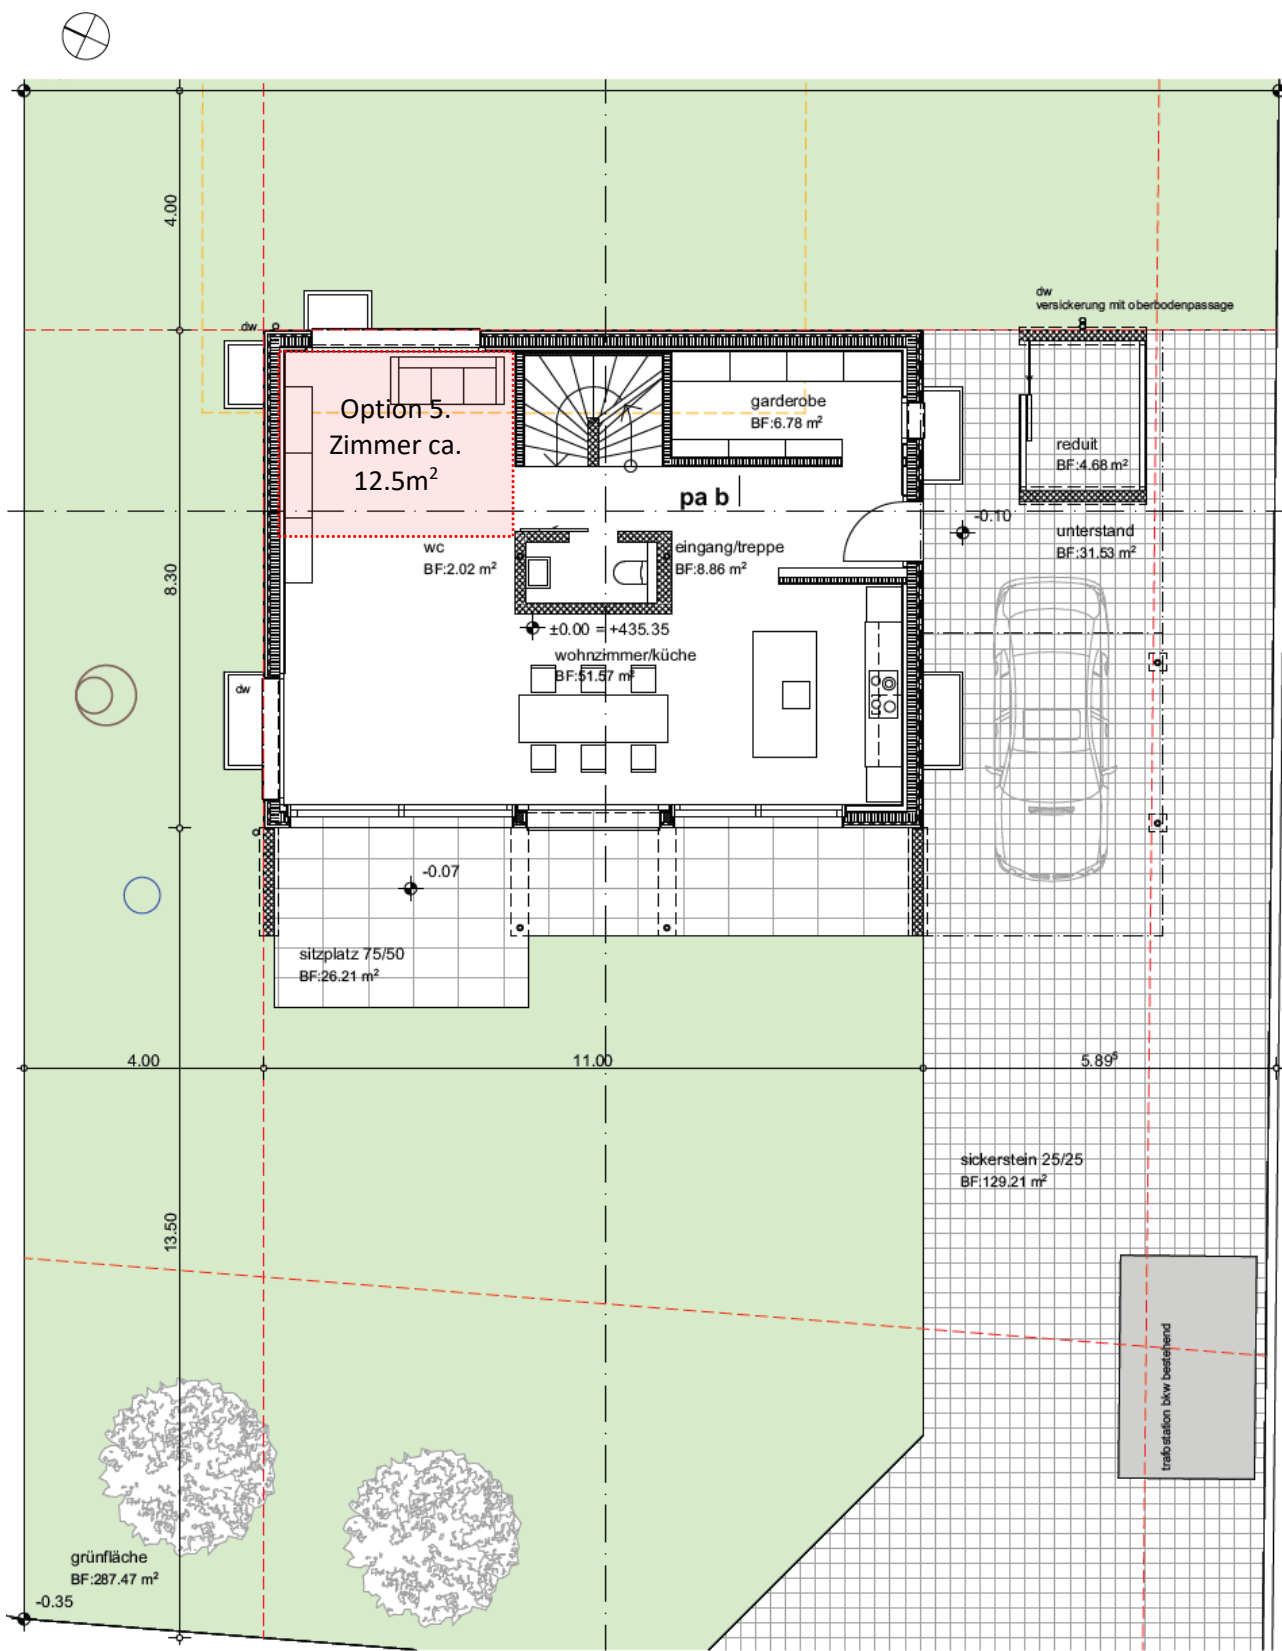 4.00
dw
versickerung mit oberbodenpassage
dw
Option 5.
Zimmer ca.
12.5m²
garderobe
BF:6.78 m²
reduit
BF:4.68 m²
pa b
-0.10
unterstand
BF:31.53 m²
wc
BF:2.02 m²
eingang/treppe
BF:8.86 m²
8.30
±0.00 = +435.35
wohnzimmer/küche
BF:51.57 m²
dw
-0.07
sitzplatz 75/50
BF:26.21 m²
4.00
11.00
5.89⁵
sickerstein 25/25
BF:129.21 m²
13.50
trafostation bkw bestehend
grünfläche
BF:287.47 m²
-0.35